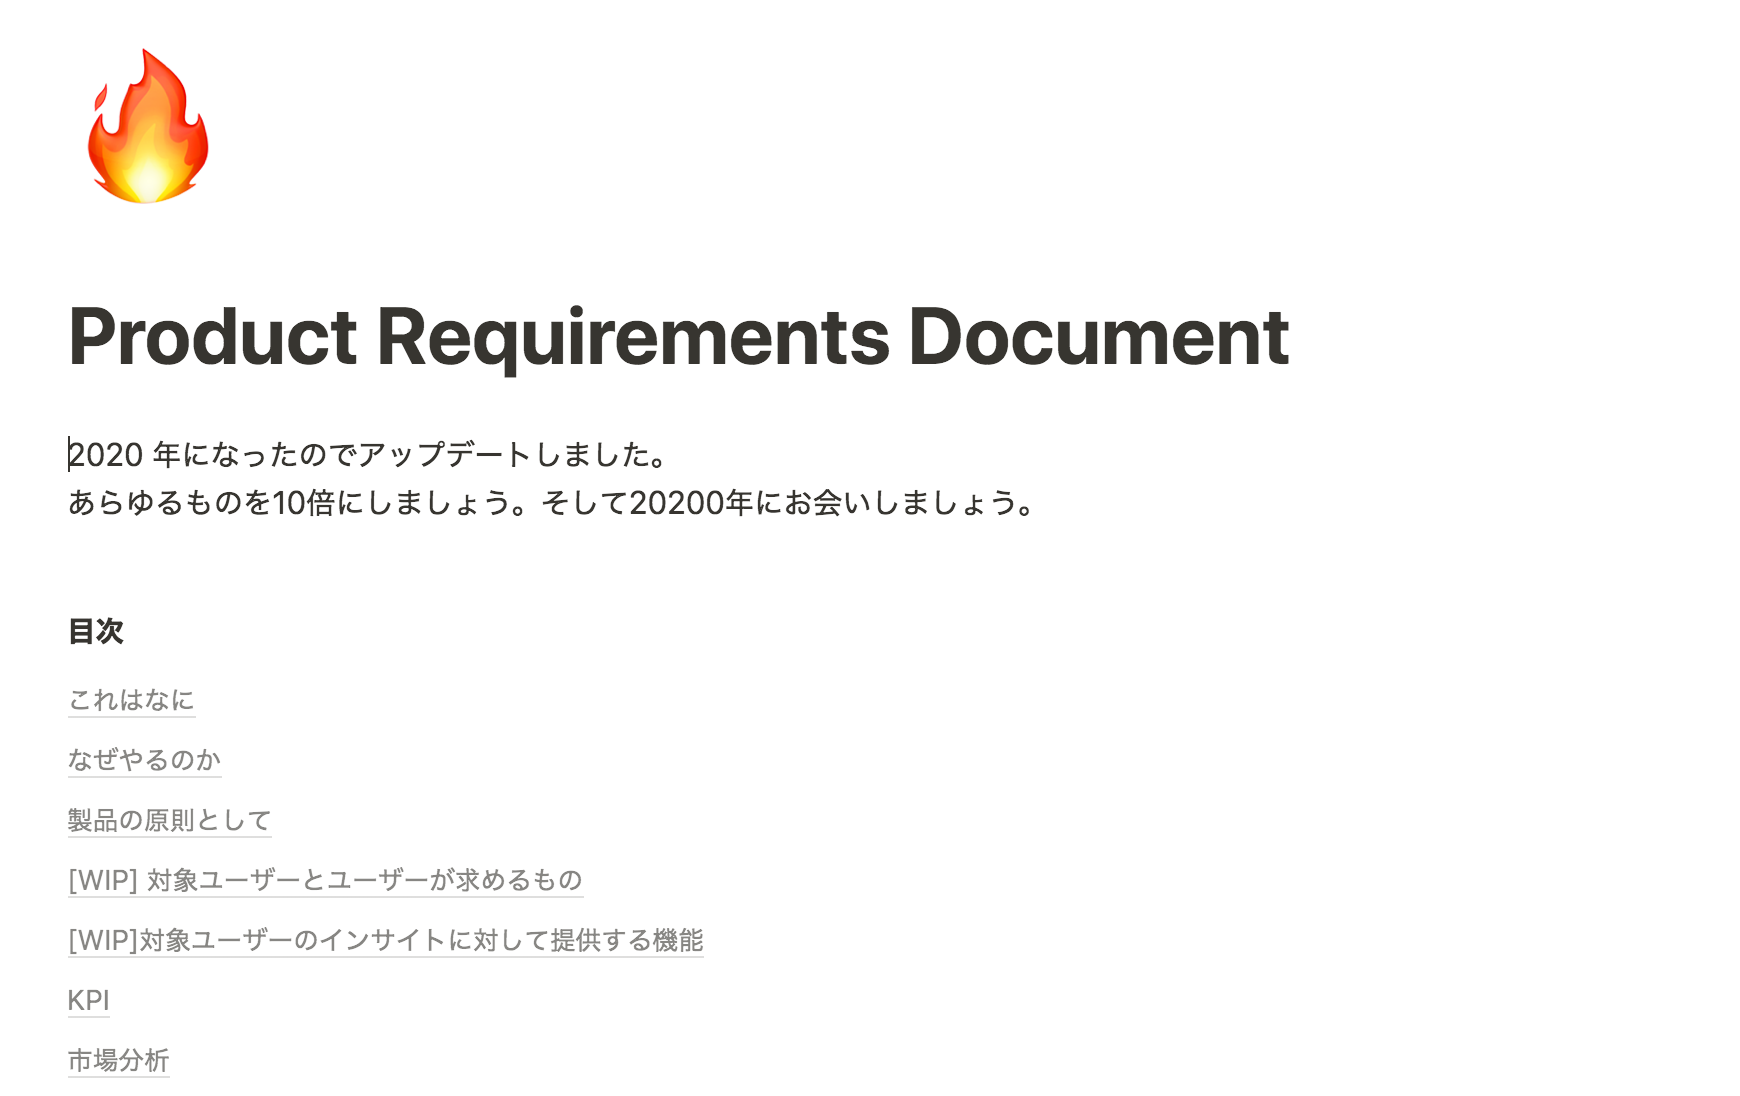 Product Requirements Document
2020 年になったのでアップデートしました。
あらゆるものを10倍にしましょう。そして20200年にお会いしましょう。
目次
これはなに
なぜやるのか
製品の原則として
[WIP] 対象ユーザーとユーザーが求めるもの
[WIP]対象ユーザーのインサイトに対して提供する機能
KPI
市場分析